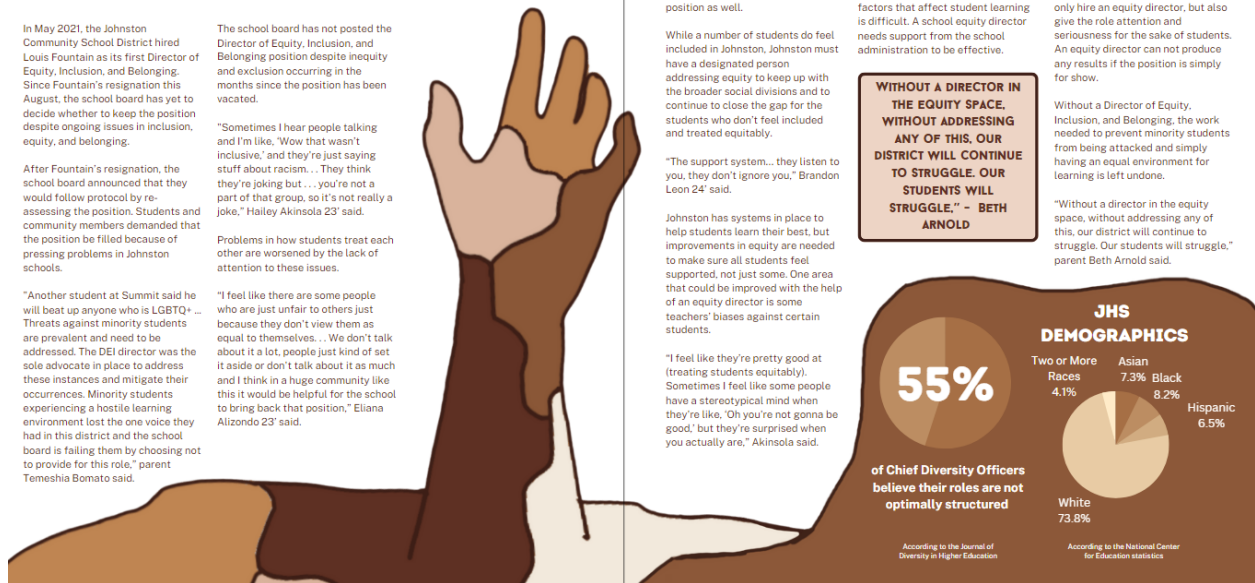 In May 2021, the Johnston
Community School District hired
Louis Fountain as its first Director of
Equity, Inclusion, and Belonging.
Since Fountain's resignation this
August, the school board has yet to
decide whether to keep the position
despite ongoing issues in inclusion,
equity, and belonging.
After Fountain's resignation, the
school board announced that they
would follow protocol by re-
assessing the position. Students and
community members demanded that
the position be filled because of
pressing problems in Johnston
schools.
"Another student at Summit said he
will beat up anyone who is LGBTQ+ ...
Threats against minority students
are prevalent and need to be
addressed. The DEI director was the
sole advocate in place to address
these instances and mitigate their
occurrences. Minority students
experiencing a hostile learning
environment lost the one voice they
had in this district and the school
board is failing them by choosing not
to provide for this role," parent
Temeshia Bomato said.
The school board has not posted the
Director of Equity, Inclusion, and
Belonging position despite inequity
and exclusion occurring in the
months since the position has been
vacated.
"Sometimes I hear people talking
and I'm like, 'Wow that wasn't
inclusive,' and they're just saying
stuff about racism. . . They think
they're joking but . . . you're not a
part of that group, so it's not really a
joke," Hailey Akinsola 23' said.
Problems in how students treat each
other are worsened by the lack of
attention to these issues.
"I feel like there are some people
who are just unfair to others just
because they don't view them as
equal to themselves. . . We don't talk
about it a lot, people just kind of set
it aside or don't talk about it as much
and I think in a huge community like
this it would be helpful for the school
to bring back that position," Eliana
Alizondo 23' said.
position as well.
While a number of students do feel
included in Johnston, Johnston must
have a designated person
addressing equity to keep up with
the broader social divisions and to
continue to close the gap for the
students who don't feel included
and treated equitably.
"The support system... they listen to
you, they don't ignore you," Brandon
Leon 24' said.
Johnston has systems in place to
help students learn their best, but
improvements in equity are needed
to make sure all students feel
supported, not just some. One area
that could be improved with the help
of an equity director is some
teachers' biases against certain
students.
"I feel like they're pretty good at
(treating students equitably).
Sometimes I feel like some people
have a stereotypical mind when
they're like, 'Oh you're not gonna be
good,' but they're surprised when
you actually are," Akinsola said.
factors that affect student learning
is difficult. A school equity director
needs support from the school
administration to be effective.
WITHOUT A DIRECTOR IN
THE EQUITY SPACE,
WITHOUT ADDRESSING
ANY OF THIS, OUR
DISTRICT WILL CONTINUE
TO STRUGGLE. OUR
STUDENTS WILL
STRUGGLE," - BETH
ARNOLD
only hire an equity director, but also
give the role attention and
seriousness for the sake of students.
An equity director can not produce
any results if the position is simply
for show.
Without a Director of Equity,
Inclusion, and Belonging, the work
needed to prevent minority students
from being attacked and simply
having an equal environment for
learning is left undone.
"Without a director in the equity
space, without addressing any of
this, our district will continue to
struggle. Our students will struggle,"
parent Beth Arnold said.
55%
of Chief Diversity Officers
believe their roles are not
optimally structured
According to the Journal of
Diversity in Higher Education
JHS
DEMOGRAPHICS
Two or More
Races
4.1%
Asian
7.3%
Black
8.2%
Hispanic
6.5%
White
73.8%
According to the National Center
for Education statistics